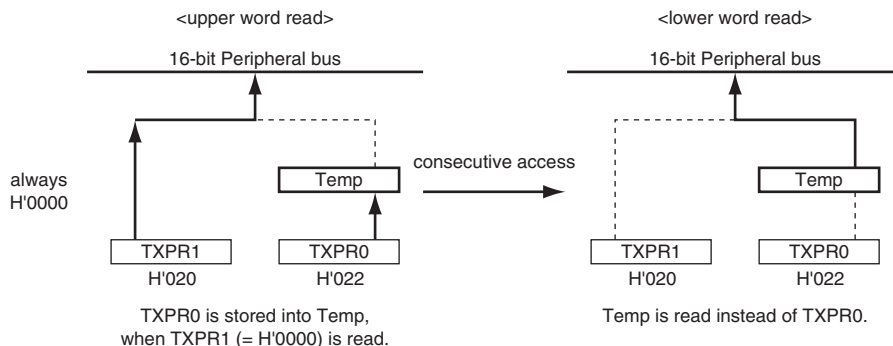 <upper word read>
16-bit Peripheral bus
always
H'0000
Temp
TXPR1
TXPR0
H'020
H'022
TXPR0 is stored into Temp,
when TXPR1 (= H'0000) is read.
consecutive access
<lower word read>
16-bit Peripheral bus
Temp
TXPR1
TXPR0
H'020
H'022
Temp is read instead of TXPR0.